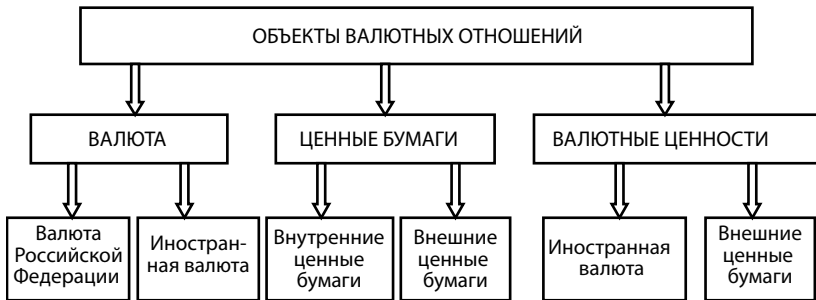 ОБЪЕКТЫ ВАЛЮТНЫХ ОТНОШЕНИЙ
ВАЛЮТА
ЦЕННЫЕ БУМАГИ
ВАЛЮТНЫЕ ЦЕННОСТИ
Валюта
Российской
Федерации
Иностран-
ная валюта
Внутренние
ценные
бумаги
Внешние
ценные
бумаги
Иностранная
валюта
Внешние
ценные
бумаги